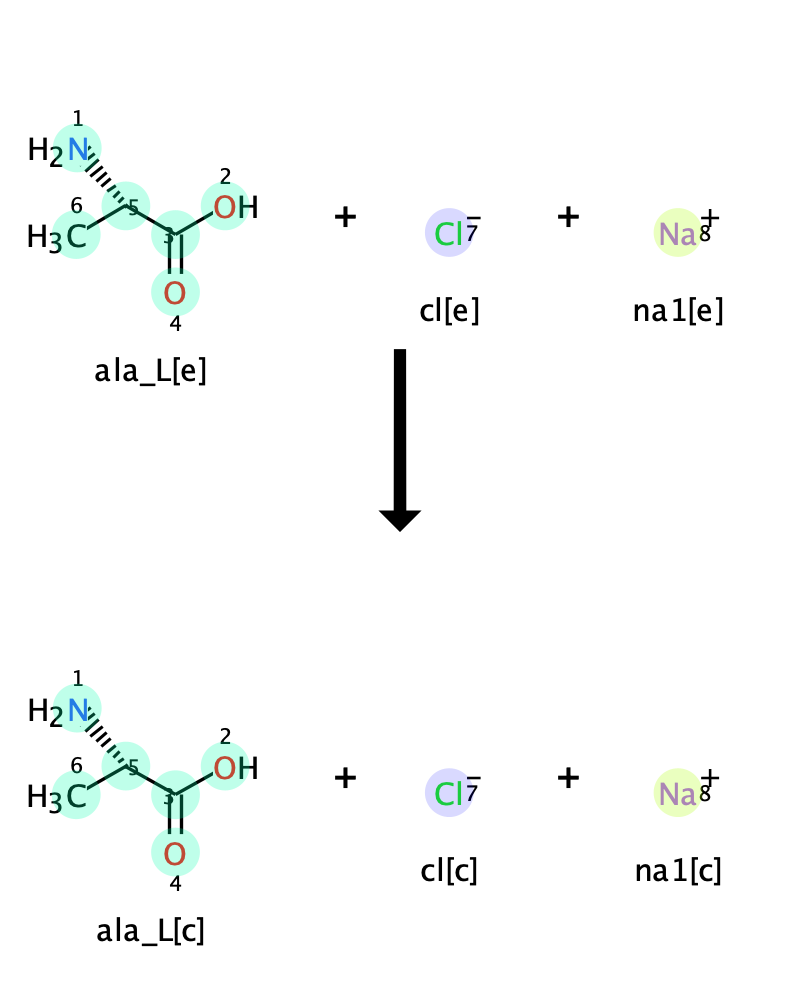 1
H2N
6
5
2
OH
H3C
3
O
4
+
Cl−
7
+
Na+
8
cl[e]
na1[e]
ala_L[e]
1
H2N
6
5
2
OH
H3C
3
O
4
+
Cl−
7
+
Na+
8
cl[c]
na1[c]
ala_L[c]